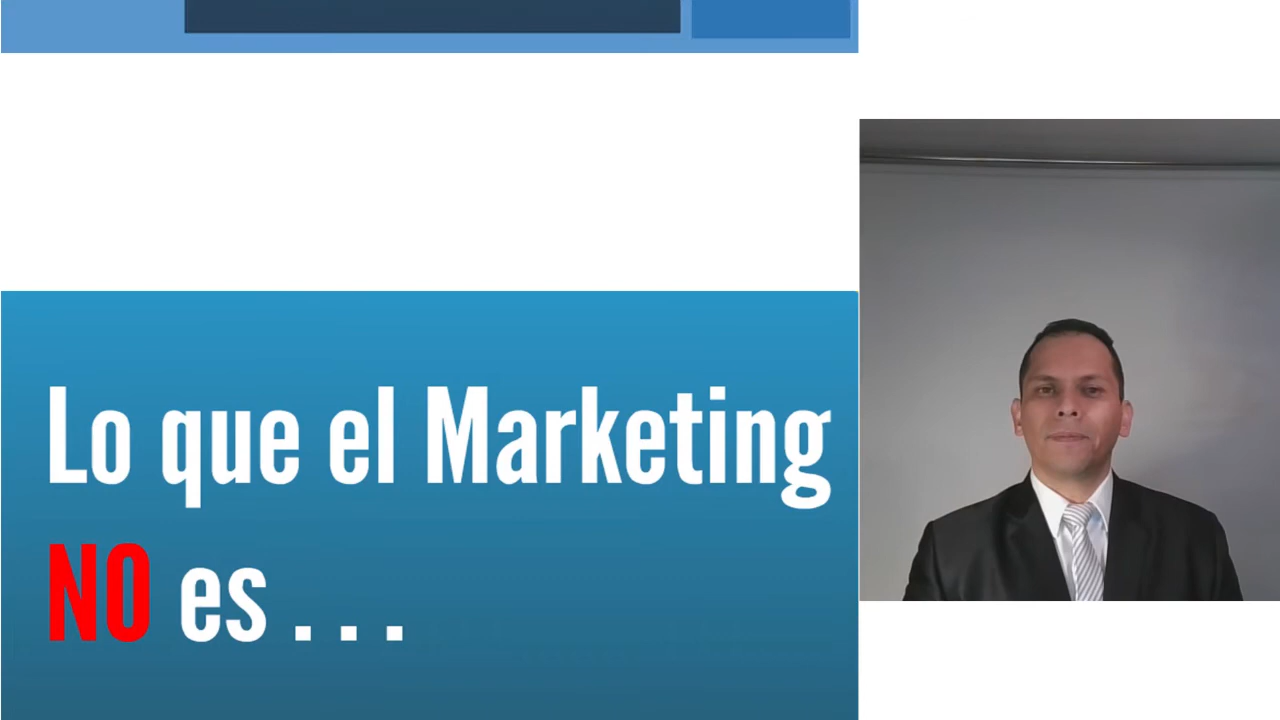 Lo que el Marketing
NO es . . .